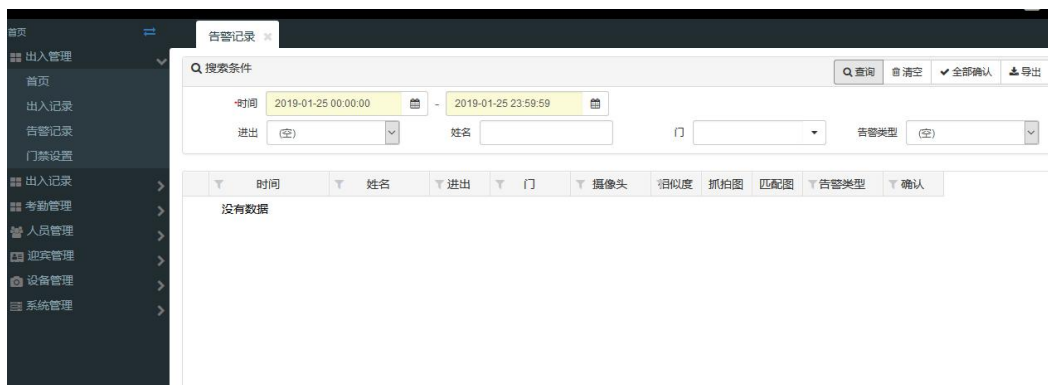 首页
告警记录
出入管理
首页
出入记录
告警记录
门禁设置
出入记录
考勤管理
人员管理
迎宾管理
设备管理
系统管理
搜索条件
查询 清空 全部确认 导出
*时间 2019-01-25 00:00:00 - 2019-01-25 23:59:59
进出 (空) 姓名 门 告警类型 (空)
时间 姓名 进出 门 摄像头 相似度 抓拍图 匹配图 告警类型 确认
没有数据